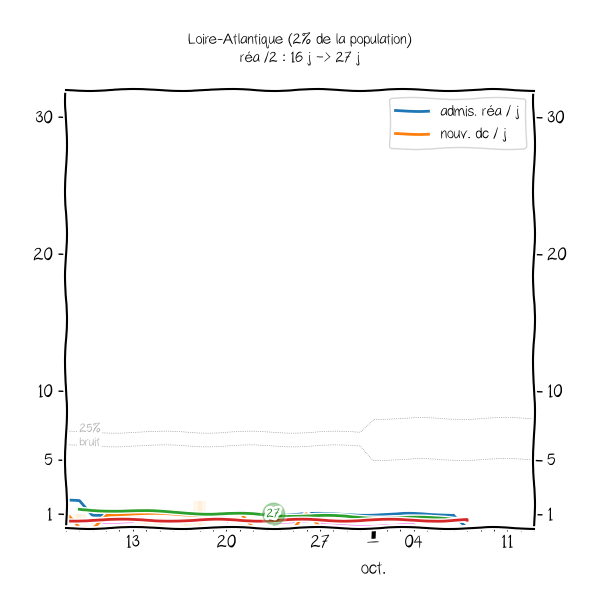 Loire-Atlantique (2% de la population)
réa /2 : 16 j -> 27 j
admis. réa / j
nouv. dc / j
30
30
20
20
10
10
25%
bruit
5
5
27
1
1
13
20
27
04
11
oct.